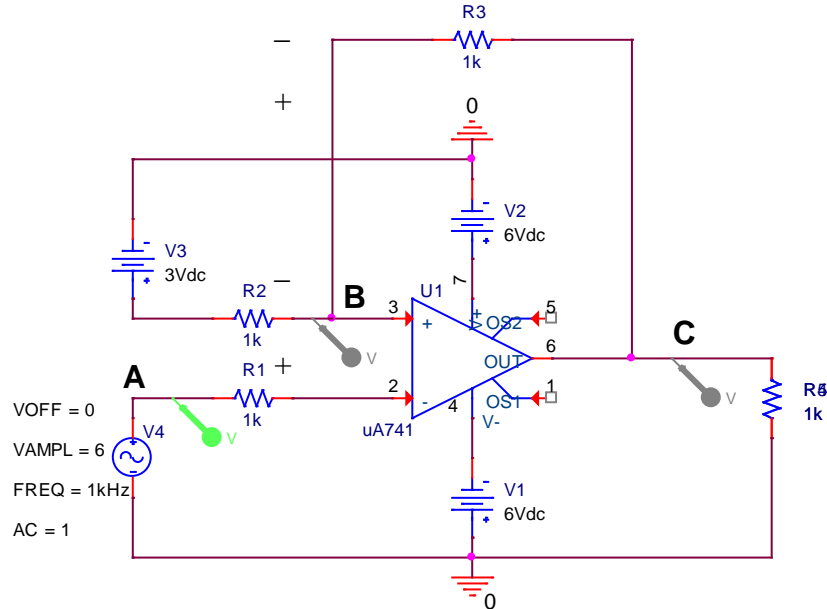 R3
1k
−
+
0
V2
6Vdc
-
+
V3
3Vdc
-
+
−
R2
1k
B
V
7
U1
3
+
V+
OS2
5
C
V
6
OUT
+
A
R1
1k
V
2
-
4
OS1
1
V-
uA741
1k
VOFF = 0
V4
+
-
VAMPL = 6
FREQ = 1kHz
AC = 1
V1
6Vdc
-
+
0